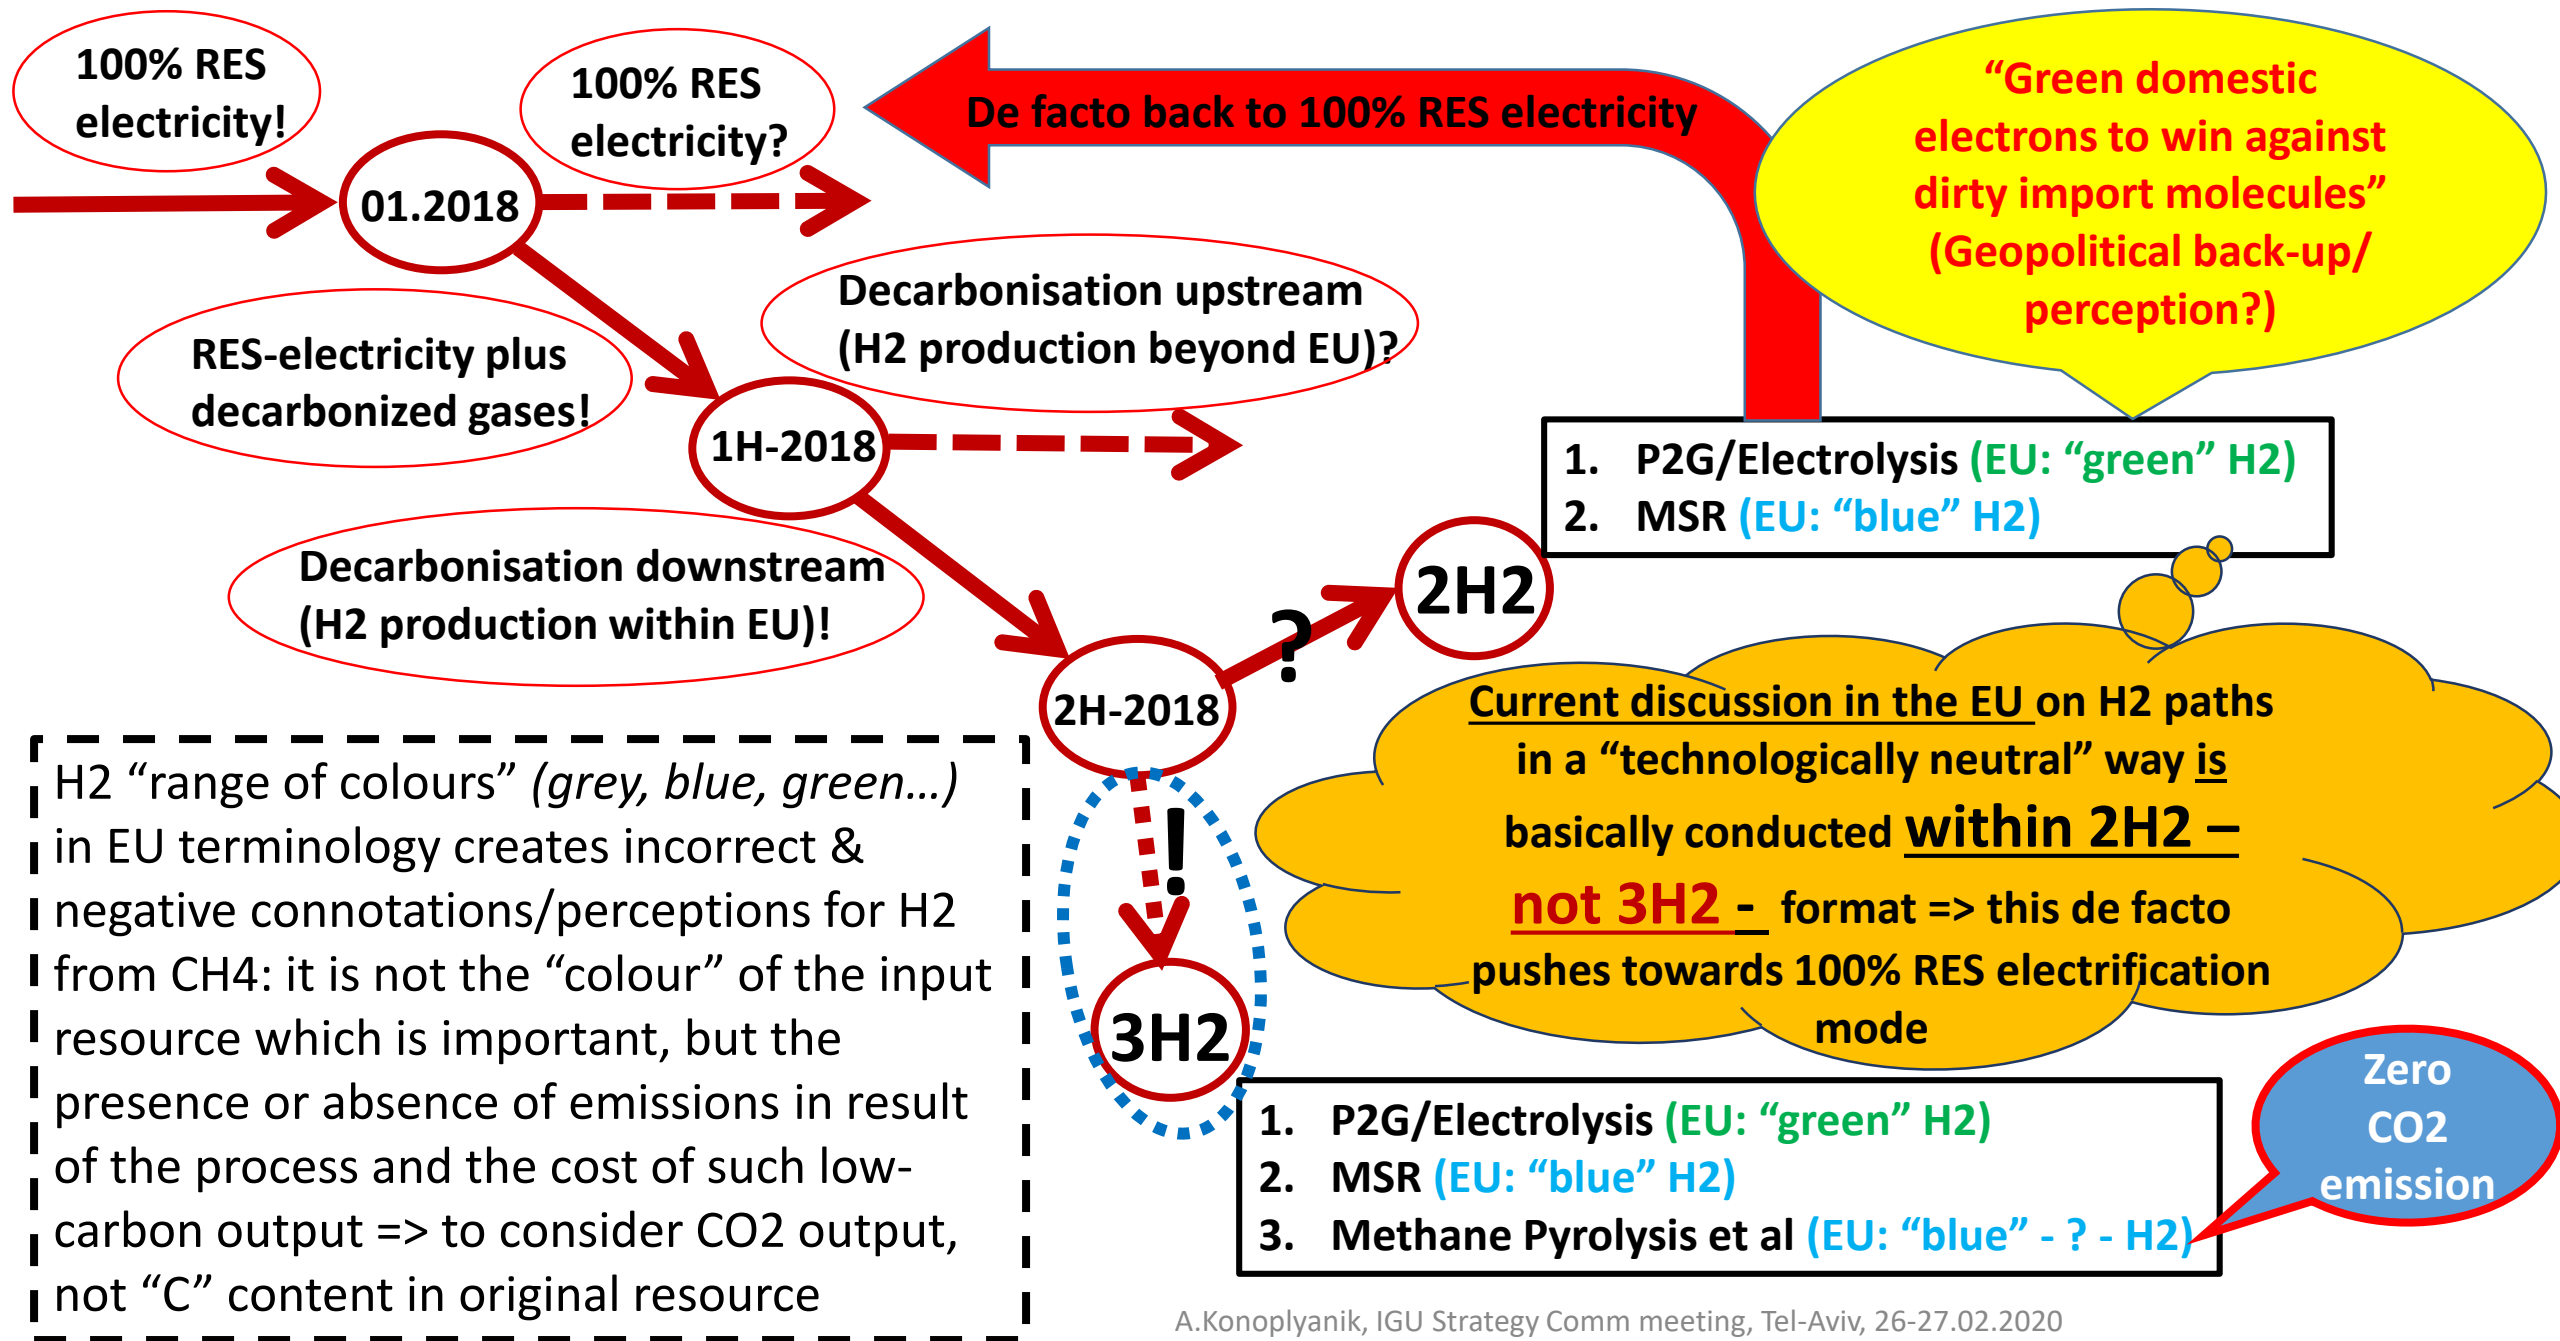 100% RES
electricity!
100% RES
electricity?
De facto back to 100% RES electricity
“Green domestic
electrons to win against
dirty import molecules”
(Geopolitical back-up/
perception?)
01.2018
RES-electricity plus
decarbonized gases!
Decarbonisation upstream
(H2 production beyond EU)?
1H-2018
1. P2G/Electrolysis (EU: “green” H2)
2. MSR (EU: “blue” H2)
Decarbonisation downstream
(H2 production within EU)!
2H2
?
2H-2018
!
3H2
Current discussion in the EU on H2 paths
in a “technologically neutral” way is
basically conducted within 2H2 –
not 3H2 - format => this de facto
pushes towards 100% RES electrification
mode
H2 “range of colours” (grey, blue, green…)
in EU terminology creates incorrect &
negative connotations/perceptions for H2
from CH4: it is not the “colour” of the input
resource which is important, but the
presence or absence of emissions in result
of the process and the cost of such low-
carbon output => to consider CO2 output,
not “C” content in original resource
1. P2G/Electrolysis (EU: “green” H2)
2. MSR (EU: “blue” H2)
3. Methane Pyrolysis et al (EU: “blue” - ? - H2)
Zero
CO2
emission
A.Konoplyanik, IGU Strategy Comm meeting, Tel-Aviv, 26-27.02.2020